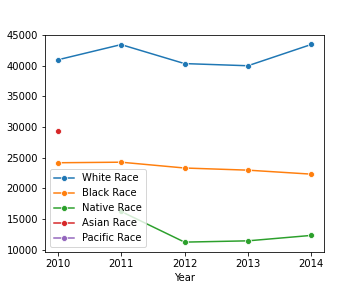 45000
40000
35000
30000
25000
20000
15000
10000
White Race
Black Race
Native Race
Asian Race
Pacific Race
2010 2011 2012 2013 2014
Year